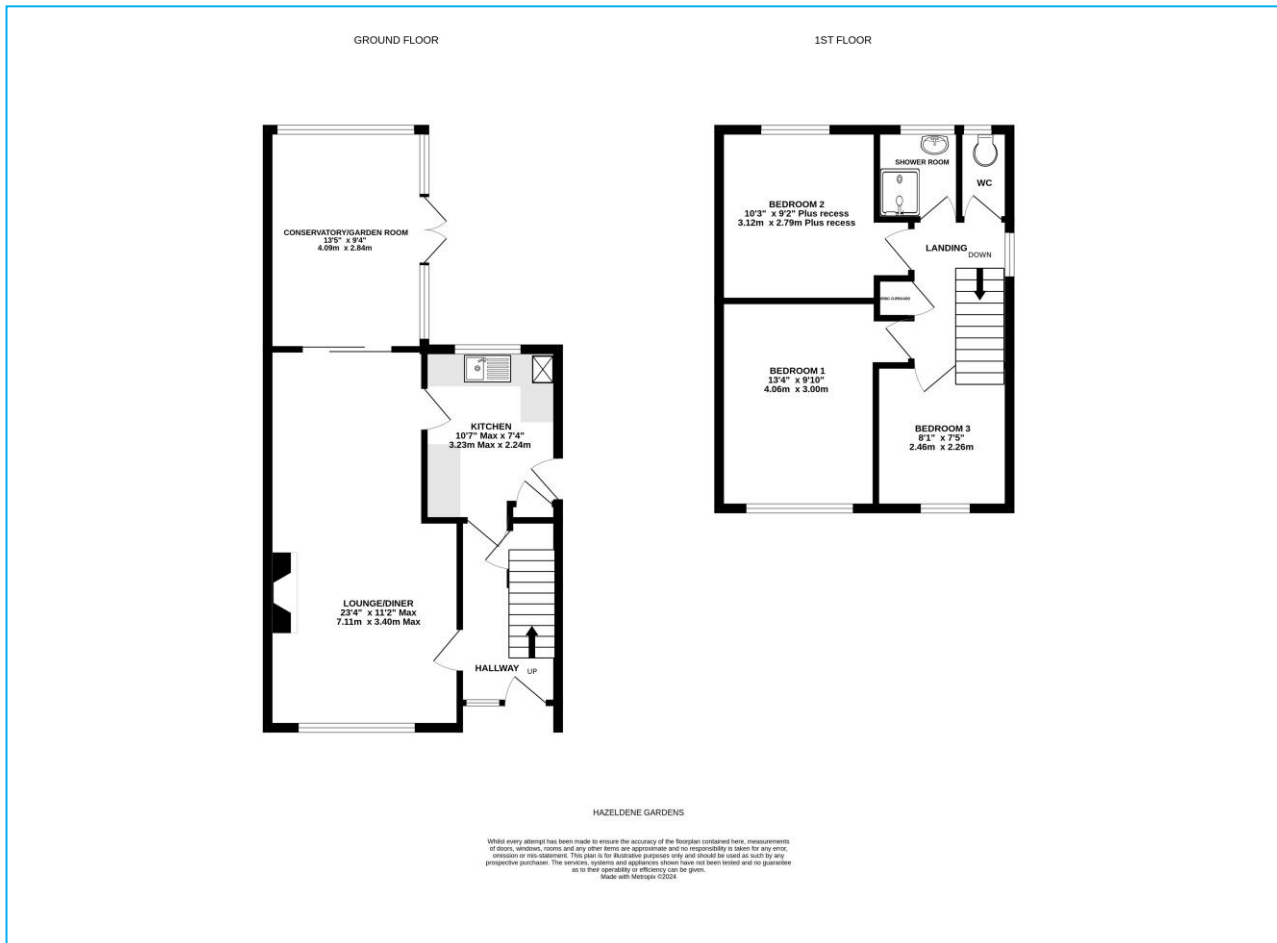 GROUND FLOOR
1ST FLOOR
CONSERVATORY/GARDEN ROOM
13'5" x 9'4"
4.09m x 2.84m
KITCHEN
10'7" Max x 7'4"
3.23m Max x 2.24m
LOUNGE/DINER
23'4" x 11'2" Max
7.11m x 3.40m Max
HALLWAY
UP
SHOWER ROOM
WC
BEDROOM 2
10'3" x 9'2" Plus recess
3.12m x 2.79m Plus recess
LANDING
DOWN
BEDROOM 1
13'4" x 9'10"
4.06m x 3.00m
BEDROOM 3
8'1" x 7'5"
2.46m x 2.26m
HAZELDENE GARDENS
Whilst every attempt has been made to ensure the accuracy of the floorplan contained here, measurements
of doors, windows, rooms and any other items are approximate and no responsibility is taken for any error,
omission or mis-statement. This plan is for illustrative purposes only and should be used as such by any
prospective purchaser. The services, systems and appliances shown have not been tested and no guarantee
as to their operability or efficiency can be given.
Made with Metropix ©2024